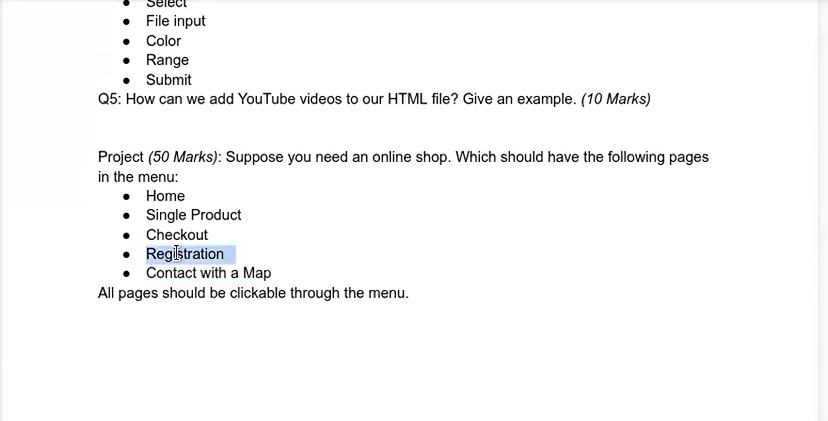 Select
● File input
● Color
● Range
● Submit
Q5: How can we add YouTube videos to our HTML file? Give an example. (10 Marks)
Project (50 Marks): Suppose you need an online shop. Which should have the following pages
in the menu:
● Home
● Single Product
● Checkout
● Registration
● Contact with a Map
All pages should be clickable through the menu.